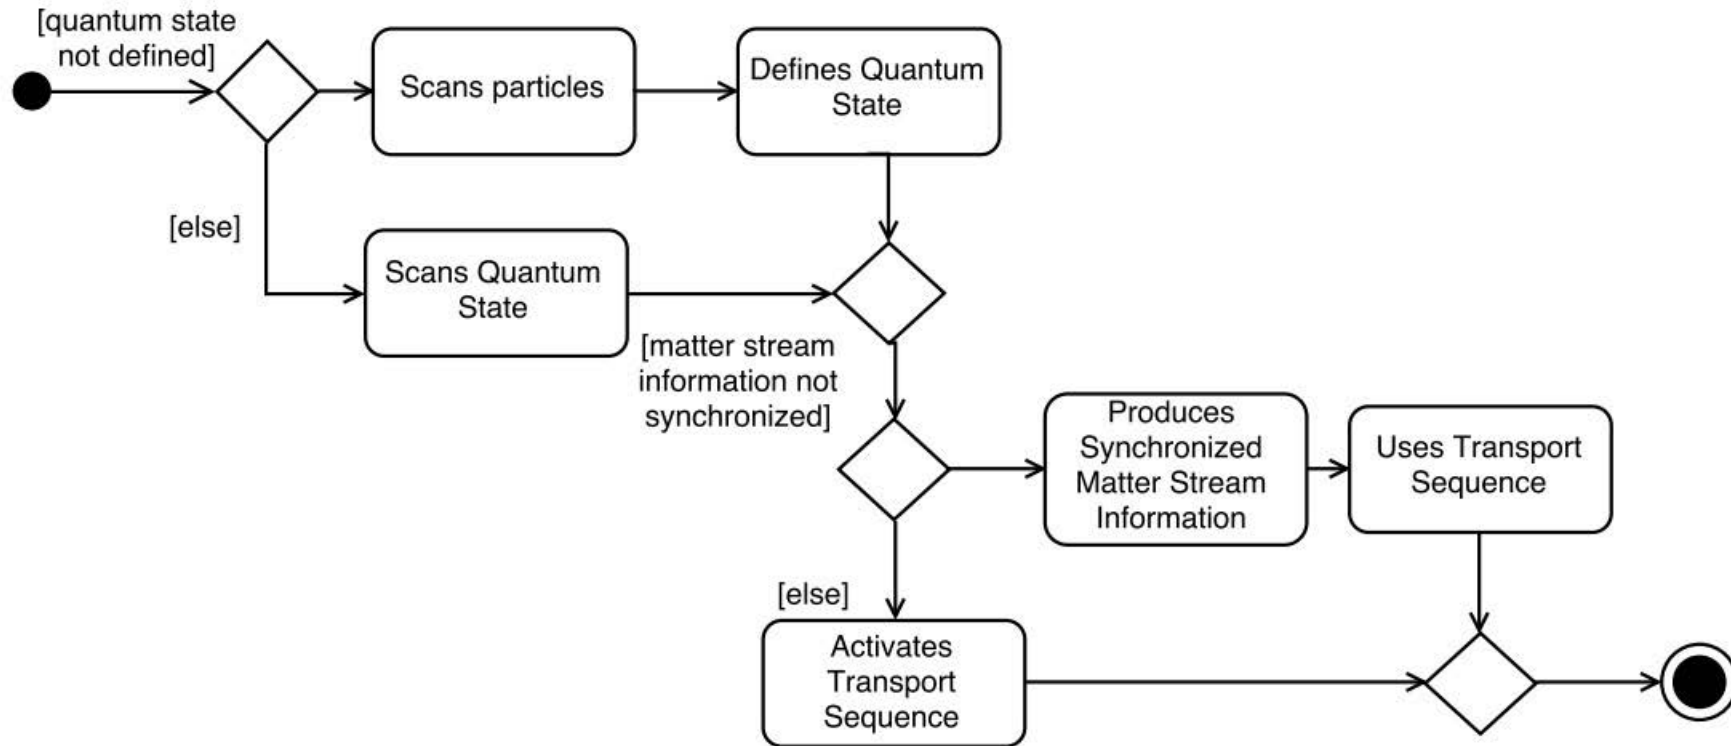 [quantum state
not defined]
Scans particles
Defines Quantum
State
[else]
Scans Quantum
State
[matter stream
information not
synchronized]
Produces
Synchronized
Matter Stream
Information
Uses Transport
Sequence
[else]
Activates
Transport
Sequence